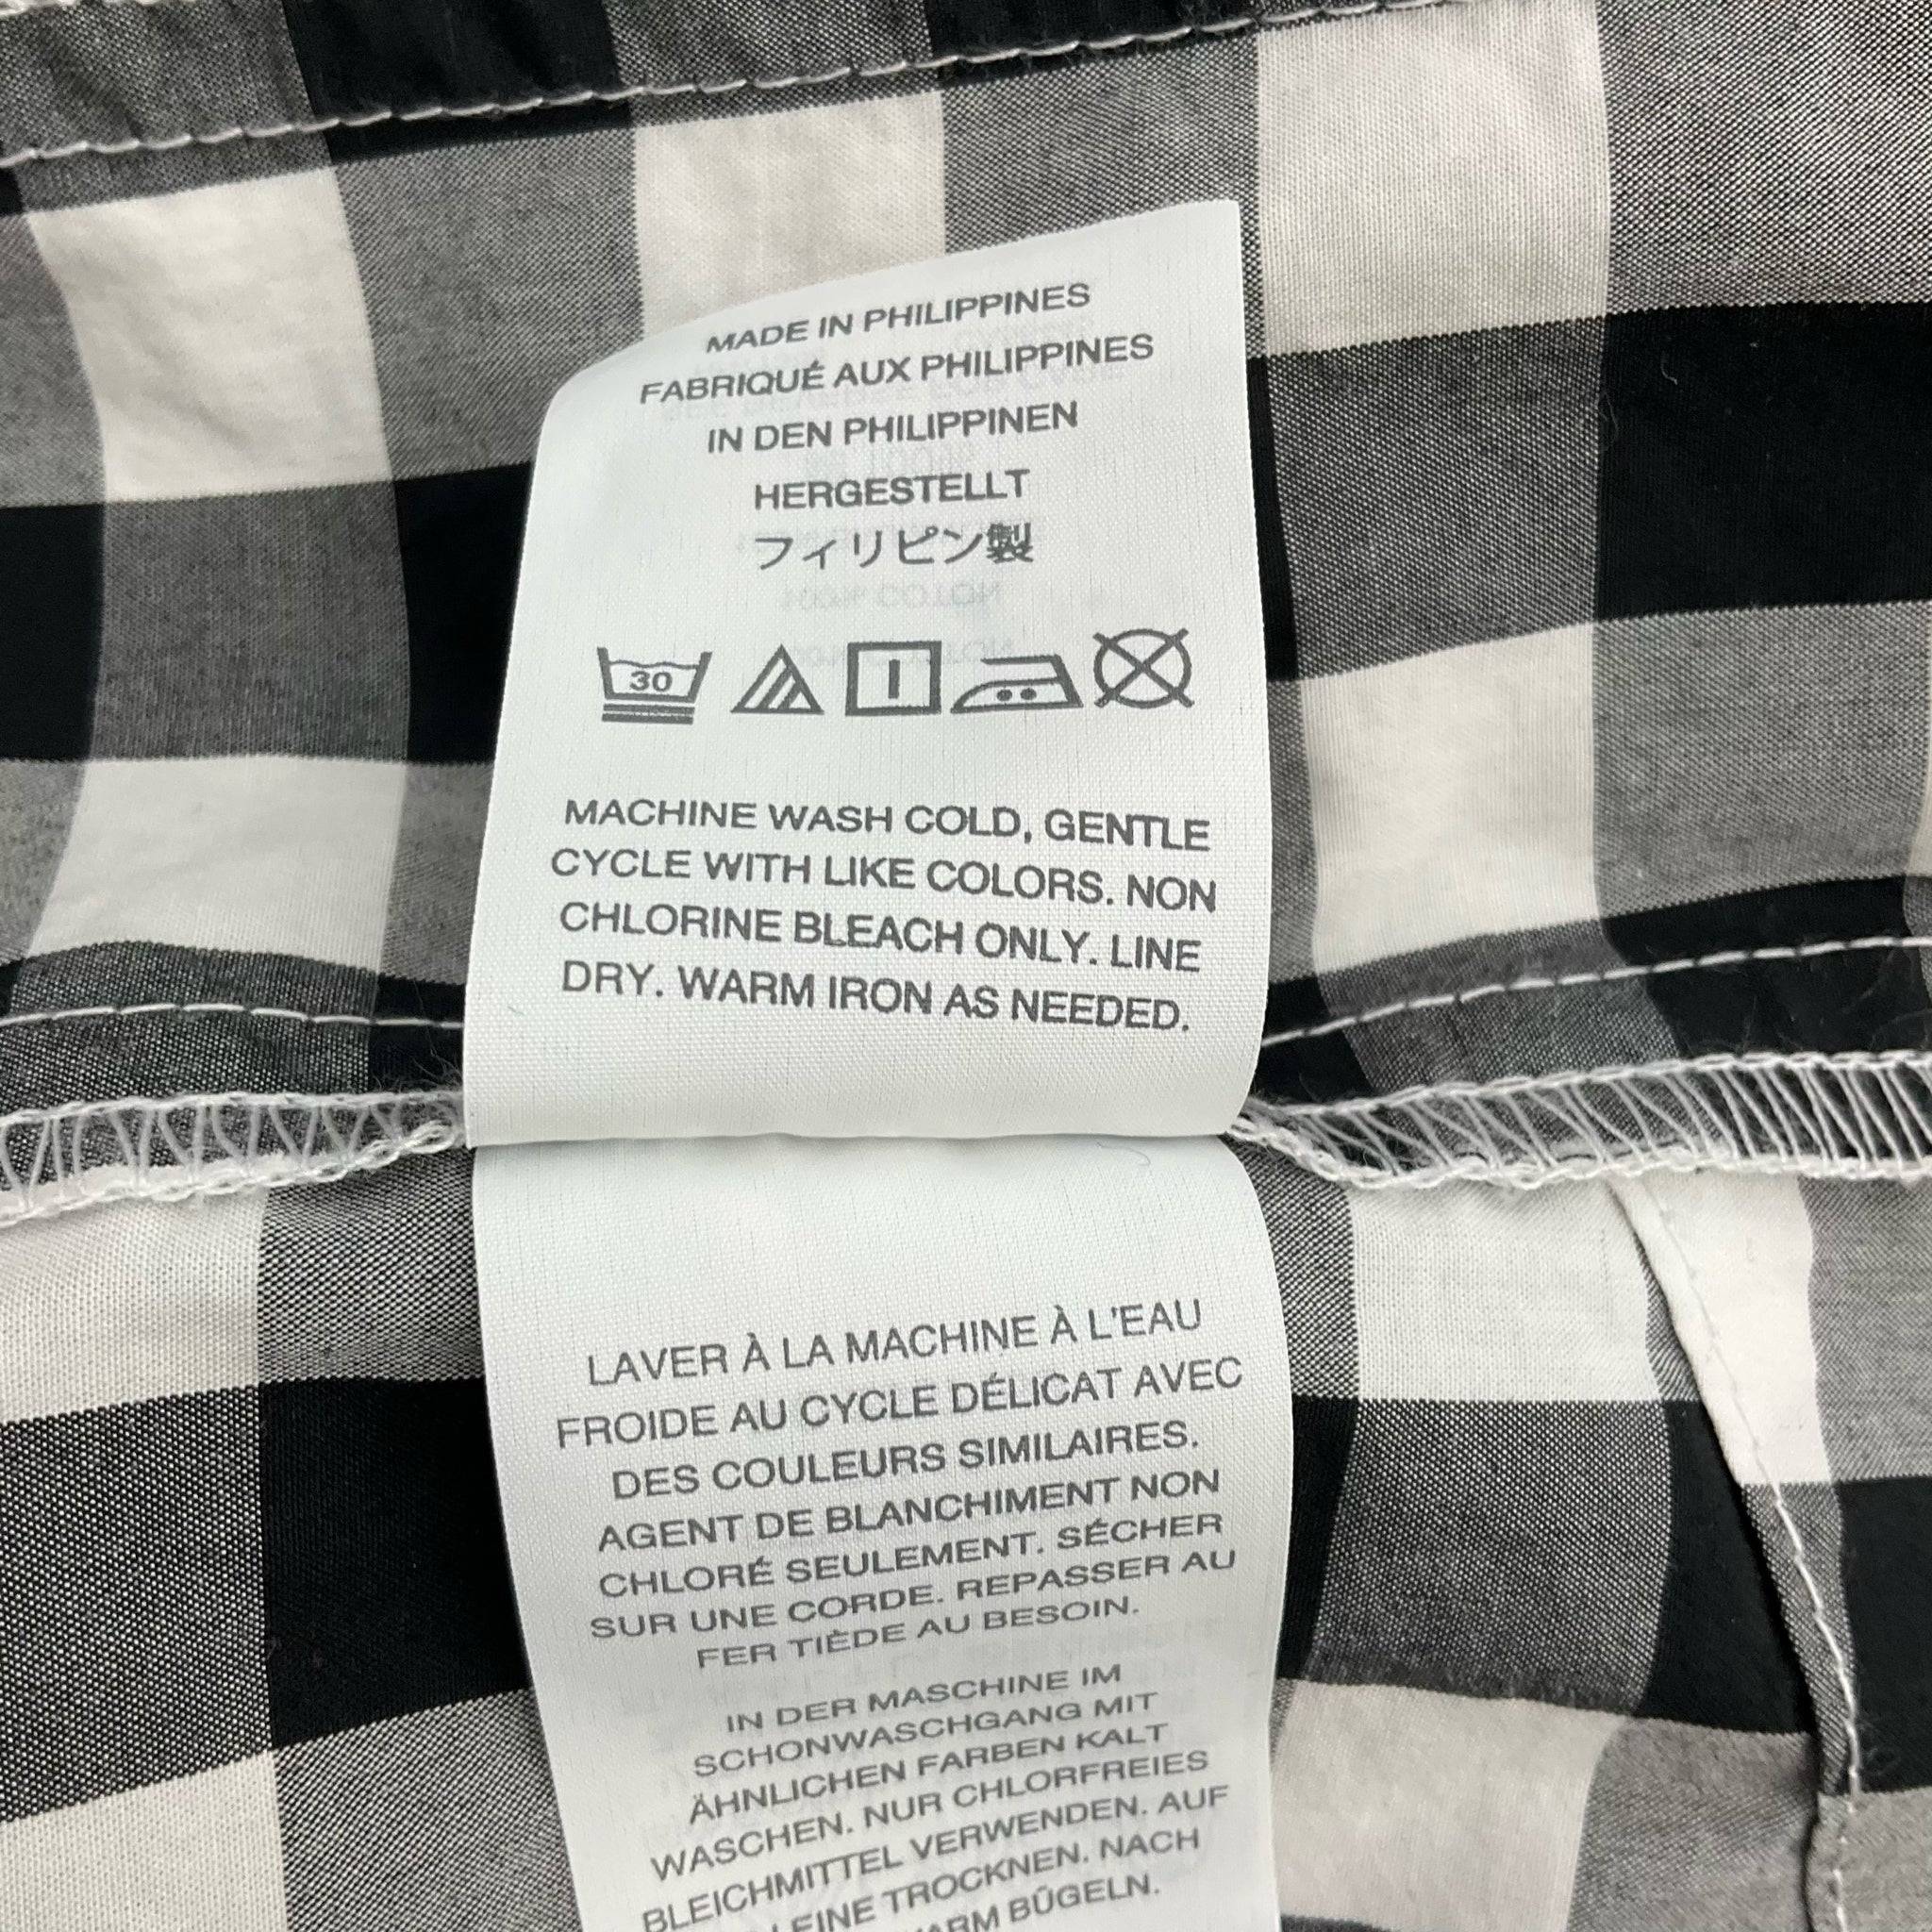 MADE IN PHILIPPINES
FABRIQUÉ AUX PHILIPPINES
IN DEN PHILIPPINEN
HERGESTELLT
フィリピン製
30
MACHINE WASH COLD, GENTLE
CYCLE WITH LIKE COLORS. NON
CHLORINE BLEACH ONLY. LINE
DRY. WARM IRON AS NEEDED.
LAVER À LA MACHINE À L'EAU
FROIDE AU CYCLE DÉLICAT AVEC
DES COULEURS SIMILAIRES.
AGENT DE BLANCHIMENT NON
CHLORÉ SEULEMENT. SÉCHER
SUR UNE CORDE. REPASSER AU
FER TIÈDE AU BESOIN.
IN DER MASCHINE IM
SCHONWASCHGANG MIT
ÄHNLICHEN FARBEN KALT
WASCHEN. NUR CHLORFREIES
BLEICHMITTEL VERWENDEN. AUF
TROCKNEN. NACH
BÜGELN.